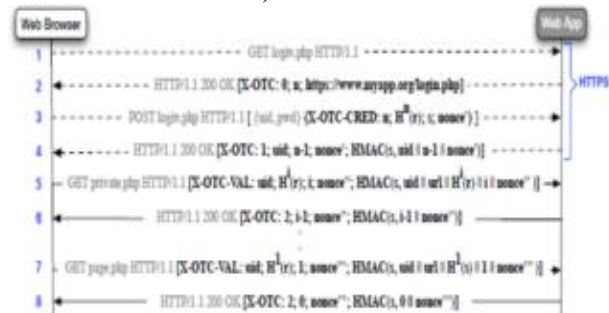 Web Browser
Web App
1 GET login.php HTTP/1.1
HTTPS
2 HTTP/1.1 200 OK [X-OTC: 0; n; https://www.myapp.org/login.php]
3 POST login.php HTTP/1.1 [ {uid, pwd} {X-OTC-CRED: n; Hⁿ(r); s; nonce'} ]
4 HTTP/1.1 200 OK [X-OTC: 1; uid; n-1; nonce'; HMAC(s, uid || n-1 || nonce')]
5 GET private.php HTTP/1.1 [X-OTC-VAL: uid; Hⁱ(r); i; nonce''; HMAC(s, uid || url || Hⁱ(r) || i || nonce'' )]
6 HTTP/1.1 200 OK [X-OTC: 2; i-1; nonce''; HMAC(s, i-1 || nonce'')]
7 GET page.php HTTP/1.1 [X-OTC-VAL: uid; H¹(r); 1; nonce'''; HMAC(s, uid || url || H¹(s) || 1 || nonce''' )]
8 HTTP/1.1 200 OK [X-OTC: 2; 0; nonce'''; HMAC(s, 0 || nonce''')]